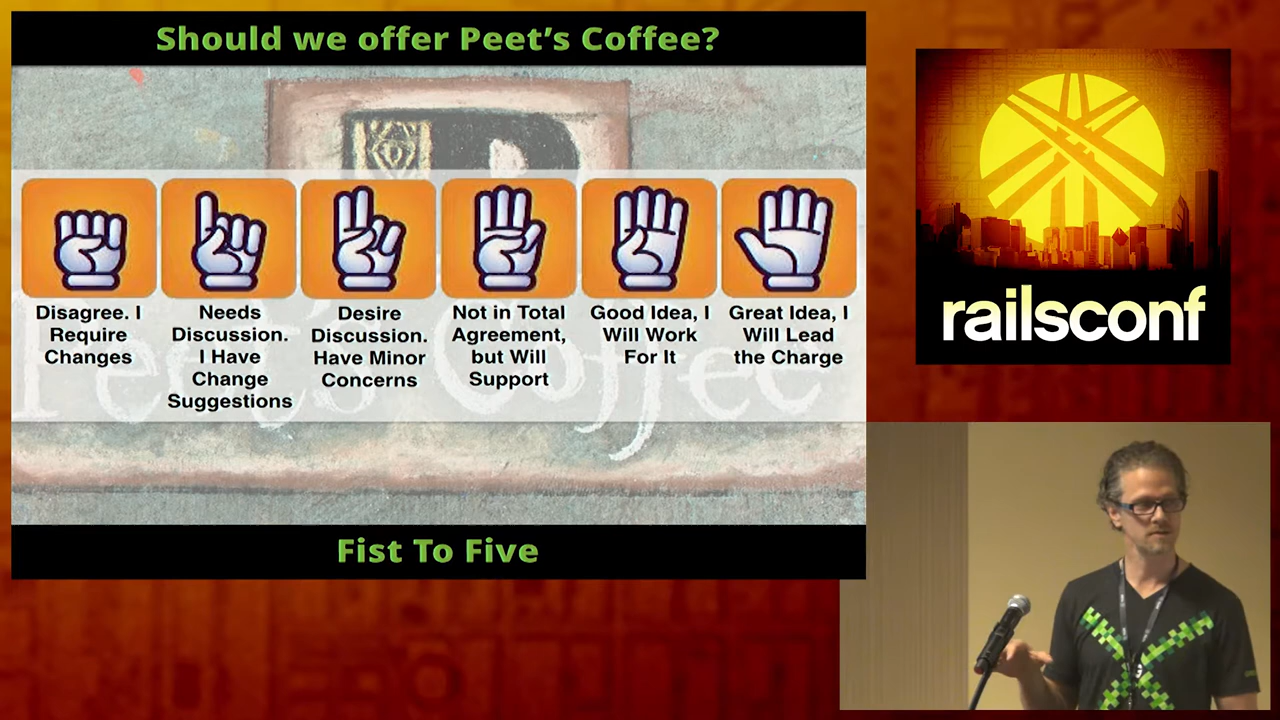 Should we offer Peet's Coffee?
Disagree. I
Require
Changes
Needs
Discussion.
I Have
Change
Suggestions
Desire
Discussion.
Have Minor
Concerns
Not in Total
Agreement,
but Will
Support
Good Idea, I
Will Work
For It
Great Idea, I
Will Lead
the Charge
Peet's Coffee
Fist To Five
railsconf